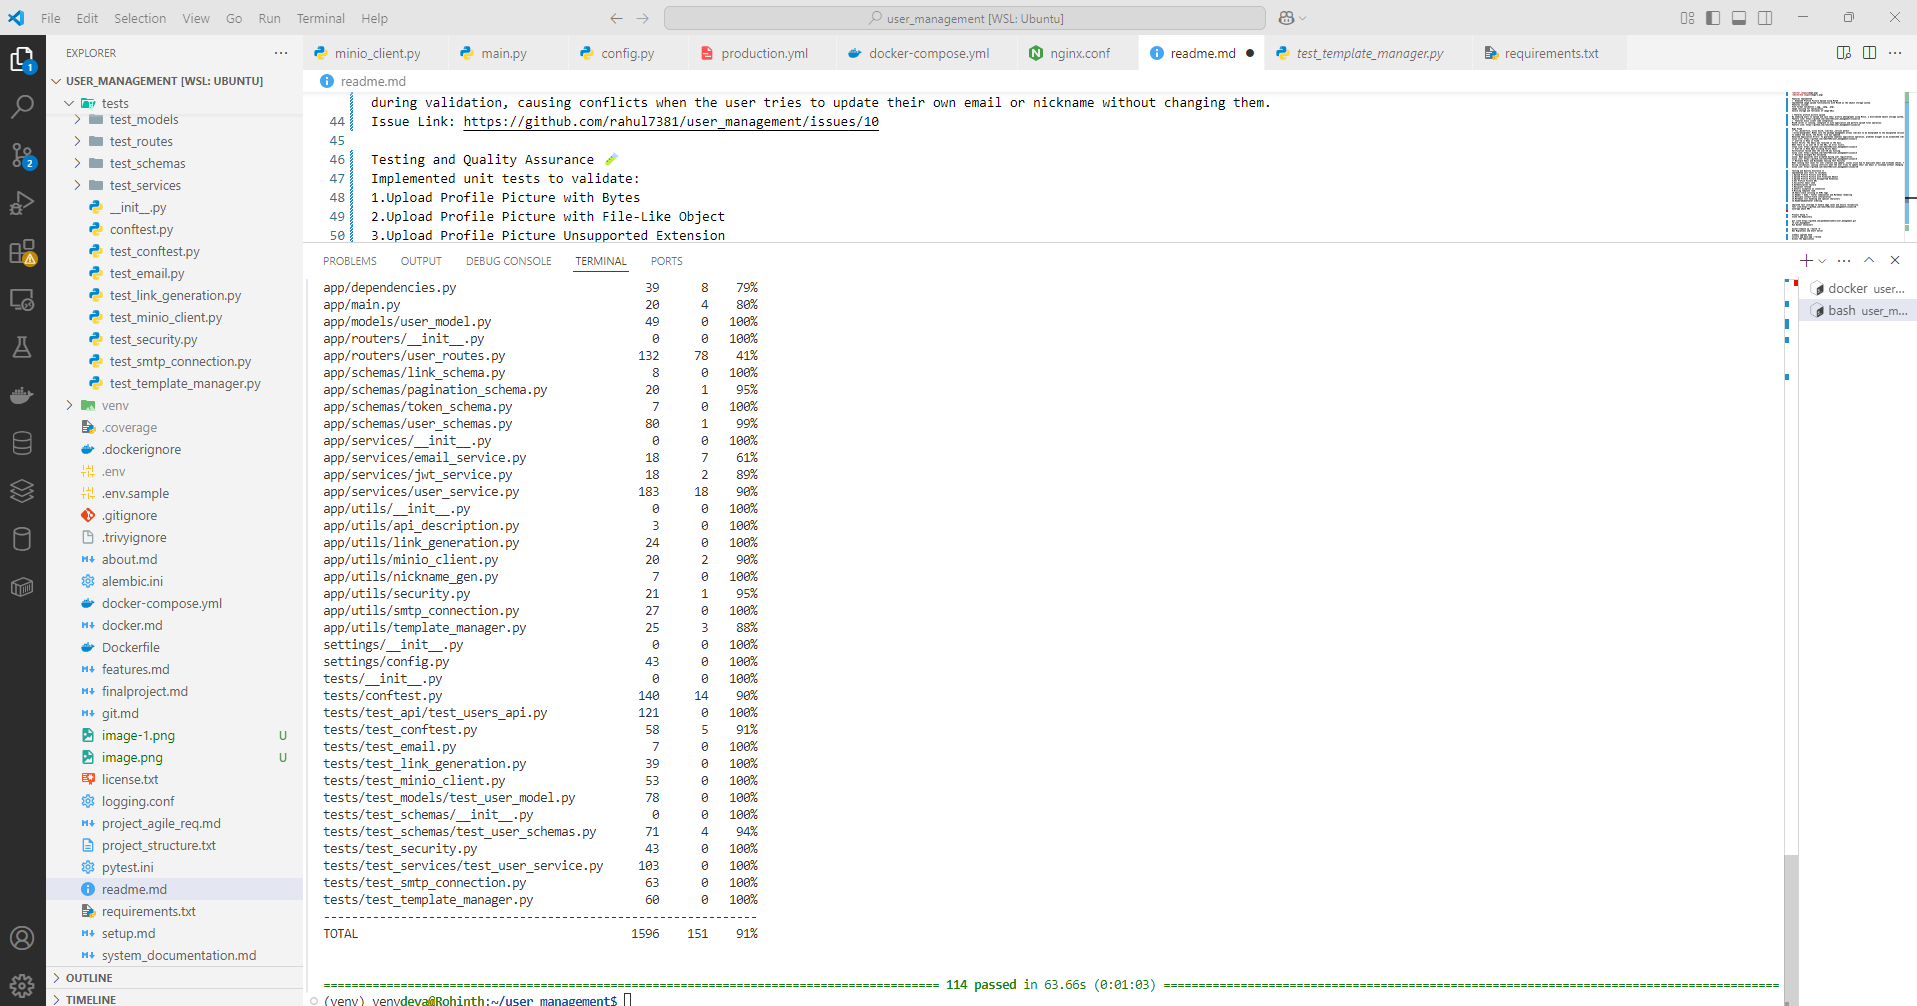 File Edit Selection View Go Run Terminal Help
user_management [WSL: Ubuntu]
EXPLORER
USER_MANAGEMENT [WSL: UBUNTU]
tests
test_models
test_routes
test_schemas
test_services
__init__.py
conftest.py
test_conftest.py
test_email.py
test_link_generation.py
test_minio_client.py
test_security.py
test_smtp_connection.py
test_template_manager.py
venv
.coverage
.dockerignore
.env
.env.sample
.gitignore
.trivyignore
about.md
alembic.ini
docker-compose.yml
docker.md
Dockerfile
features.md
finalproject.md
git.md
image-1.png U
image.png U
license.txt
logging.conf
project_agile_req.md
project_structure.txt
pytest.ini
readme.md
requirements.txt
setup.md
system_documentation.md
OUTLINE
TIMELINE
1
2
minio_client.py main.py config.py production.yml docker-compose.yml nginx.conf readme.md test_template_manager.py requirements.txt
readme.md
during validation, causing conflicts when the user tries to update their own email or nickname without changing them.
44 Issue Link: https://github.com/rahul7381/user_management/issues/10
45
46 Testing and Quality Assurance 🧪
47 Implemented unit tests to validate:
48 1.Upload Profile Picture with Bytes
49 2.Upload Profile Picture with File-Like Object
50 3.Upload Profile Picture Unsupported Extension
PROBLEMS OUTPUT DEBUG CONSOLE TERMINAL PORTS
app/dependencies.py 39 8 79%
app/main.py 20 4 80%
app/models/user_model.py 49 0 100%
app/routers/__init__.py 0 0 100%
app/routers/user_routes.py 132 78 41%
app/schemas/link_schema.py 8 0 100%
app/schemas/pagination_schema.py 20 1 95%
app/schemas/token_schema.py 7 0 100%
app/schemas/user_schemas.py 80 1 99%
app/services/__init__.py 0 0 100%
app/services/email_service.py 18 7 61%
app/services/jwt_service.py 18 2 89%
app/services/user_service.py 183 18 90%
app/utils/__init__.py 0 0 100%
app/utils/api_description.py 3 0 100%
app/utils/link_generation.py 24 0 100%
app/utils/minio_client.py 20 2 90%
app/utils/nickname_gen.py 7 0 100%
app/utils/security.py 21 1 95%
app/utils/smtp_connection.py 27 0 100%
app/utils/template_manager.py 25 3 88%
settings/__init__.py 0 0 100%
settings/config.py 43 0 100%
tests/__init__.py 0 0 100%
tests/conftest.py 140 14 90%
tests/test_api/test_users_api.py 121 0 100%
tests/test_conftest.py 58 5 91%
tests/test_email.py 7 0 100%
tests/test_link_generation.py 39 0 100%
tests/test_minio_client.py 53 0 100%
tests/test_models/test_user_model.py 78 0 100%
tests/test_schemas/__init__.py 0 0 100%
tests/test_schemas/test_user_schemas.py 71 4 94%
tests/test_security.py 43 0 100%
tests/test_services/test_user_service.py 103 0 100%
tests/test_smtp_connection.py 63 0 100%
tests/test_template_manager.py 60 0 100%
--------------------------------------------------------------
TOTAL 1596 151 91%
114 passed in 63.66s (0:01:03)
(venv) venvdeva@Rohinth:~/user_management$
docker user...
bash user_m...